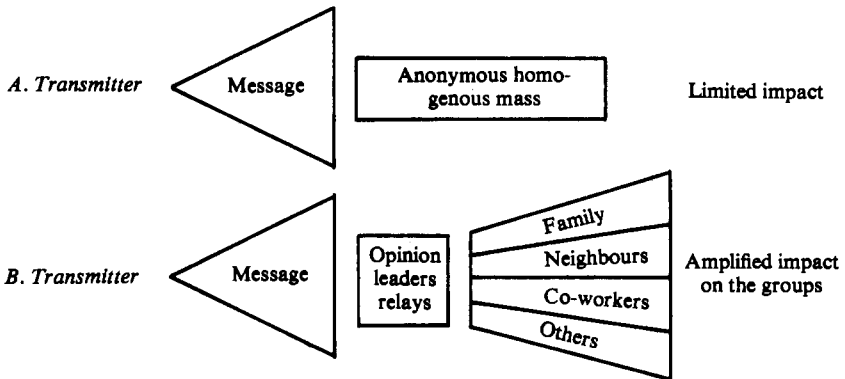 A. Transmitter
Message
Anonymous homo-
genous mass
Limited impact
B. Transmitter
Message
Opinion
leaders
relays
Family
Neighbours
Co-workers
Others
Amplified impact
on the groups